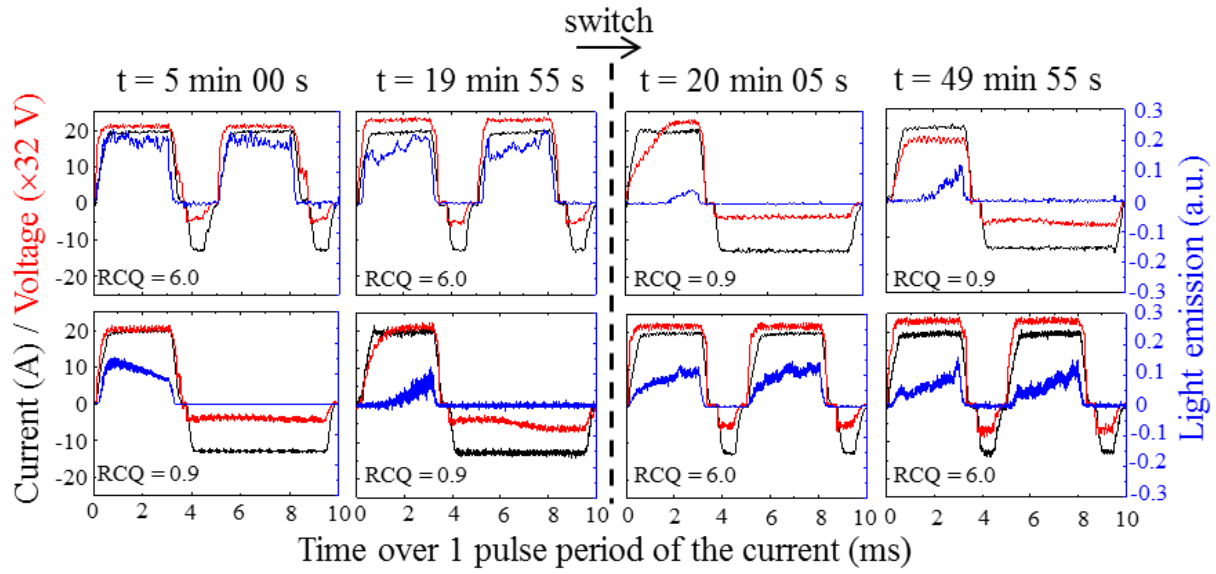 switch
t = 5 min 00 s
t = 19 min 55 s
t = 20 min 05 s
t = 49 min 55 s
Current (A) / Voltage (×32 V)
20
10
0
-10
-20
RCQ = 6.0
RCQ = 6.0
RCQ = 0.9
RCQ = 0.9
0.3
0.2
0.1
0
-0.1
-0.2
-0.3
Light emission (a.u.)
20
10
0
-10
-20
RCQ = 0.9
RCQ = 0.9
RCQ = 6.0
RCQ = 6.0
0.3
0.2
0.1
0
-0.1
-0.2
-0.3
0 2 4 6 8 10
0 2 4 6 8 10
0 2 4 6 8 10
0 2 4 6 8 10
Time over 1 pulse period of the current (ms)